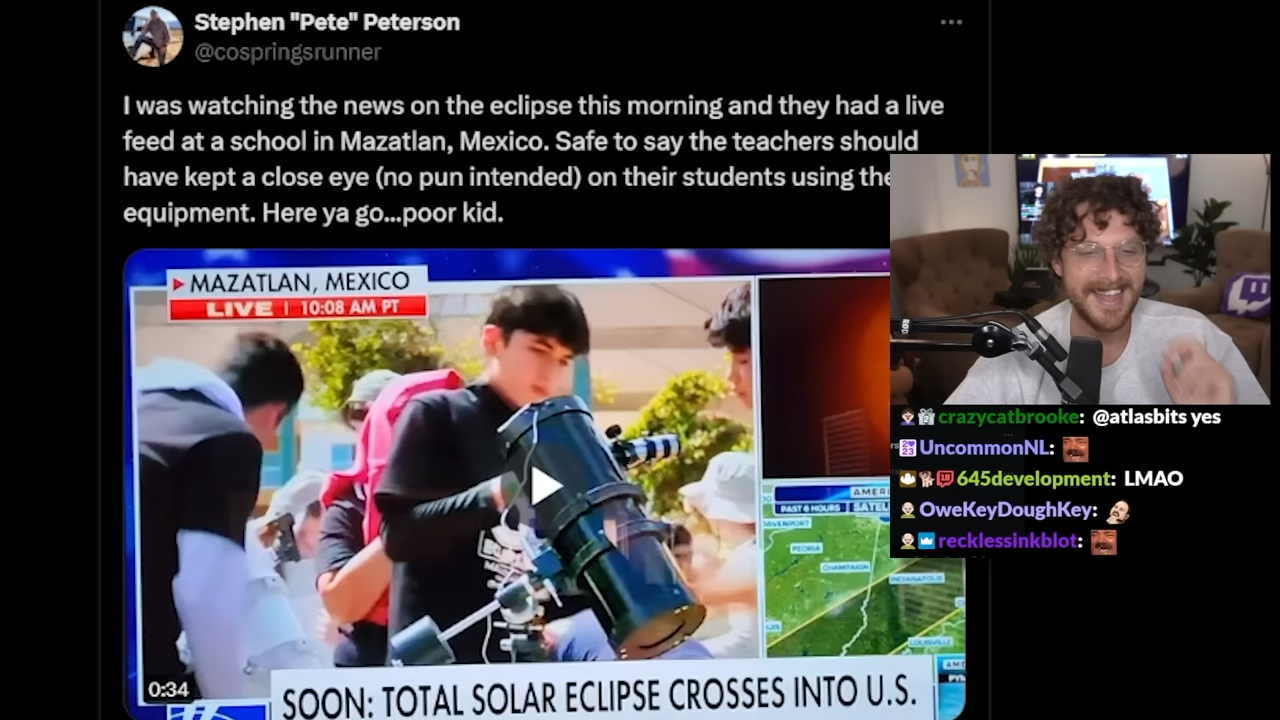 Stephen "Pete" Peterson
@cospringsrunner
I was watching the news on the eclipse this morning and they had a live
feed at a school in Mazatlan, Mexico. Safe to say the teachers should
have kept a close eye (no pun intended) on their students using the
equipment. Here ya go...poor kid.
MAZATLAN, MEXICO
LIVE | 10:08 AM PT
crazycatbrooke: @atlasbits yes
UncommonNL:
645development: LMAO
OweKeyDoughKey:
recklessinkblot:
AMERI
PAST 6 HOURS SATEL
DAVENPORT
PEORIA
CHAMPAIGN
INDIANAPOLIS
LOUISVILLE
0:34
SOON: TOTAL SOLAR ECLIPSE CROSSES INTO U.S.